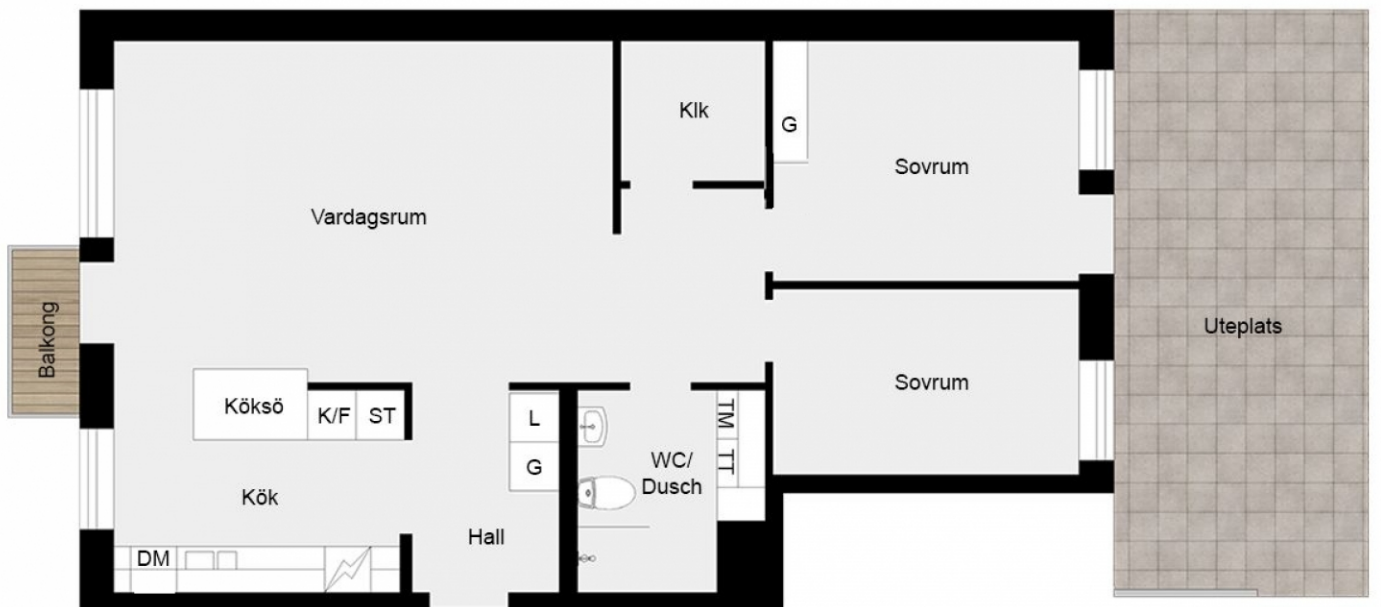 Klk
G
Sovrum
Vardagsrum
Balkong
Uteplats
Sovrum
Köksö
K/F
ST
L
TM
G
TT
WC/
Dusch
Kök
Hall
DM